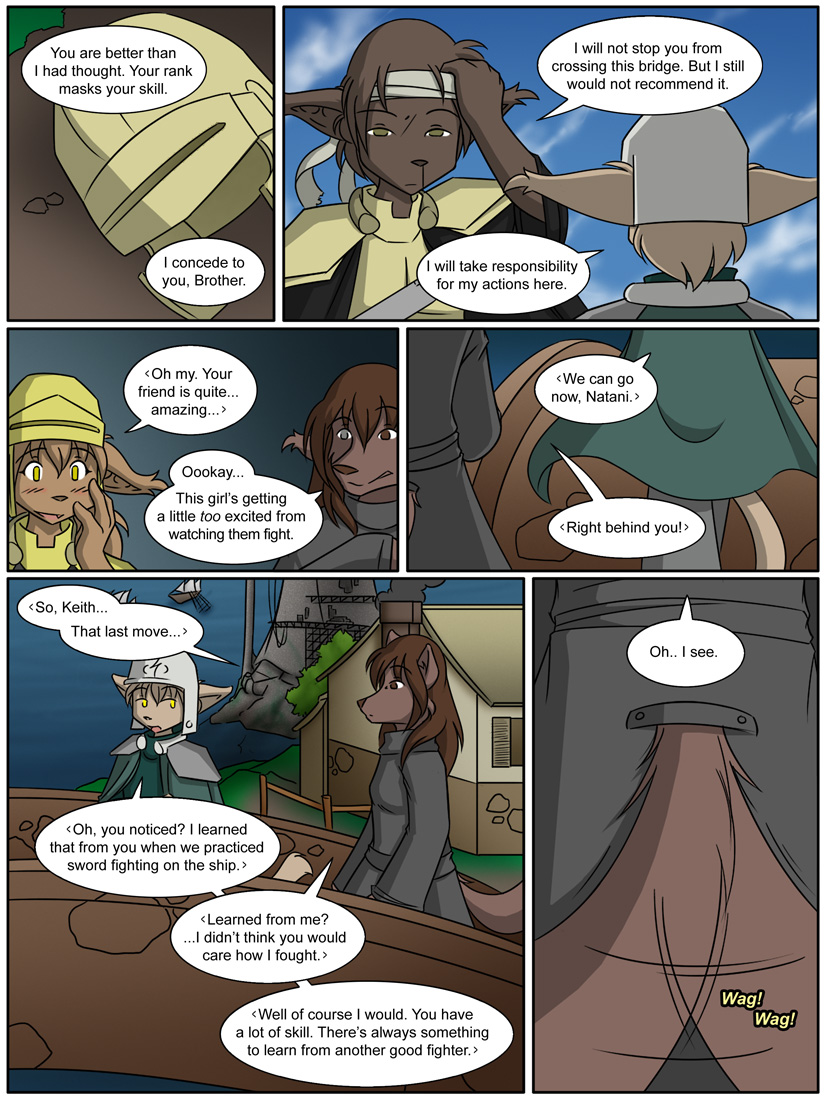 You are better than
I had thought. Your rank
masks your skill.
I concede to
you, Brother.
I will not stop you from
crossing this bridge. But I still
would not recommend it.
I will take responsibility
for my actions here.
‹Oh my. Your
friend is quite...
amazing...›
Oookay...
This girl's getting
a little too excited from
watching them fight.
‹We can go
now, Natani.›
‹Right behind you!›
‹So, Keith...
That last move...›
‹Oh, you noticed? I learned
that from you when we practiced
sword fighting on the ship.›
‹Learned from me?
...I didn't think you would
care how I fought.›
‹Well of course I would. You have
a lot of skill. There's always something
to learn from another good fighter.›
Oh.. I see.
Wag!
Wag!